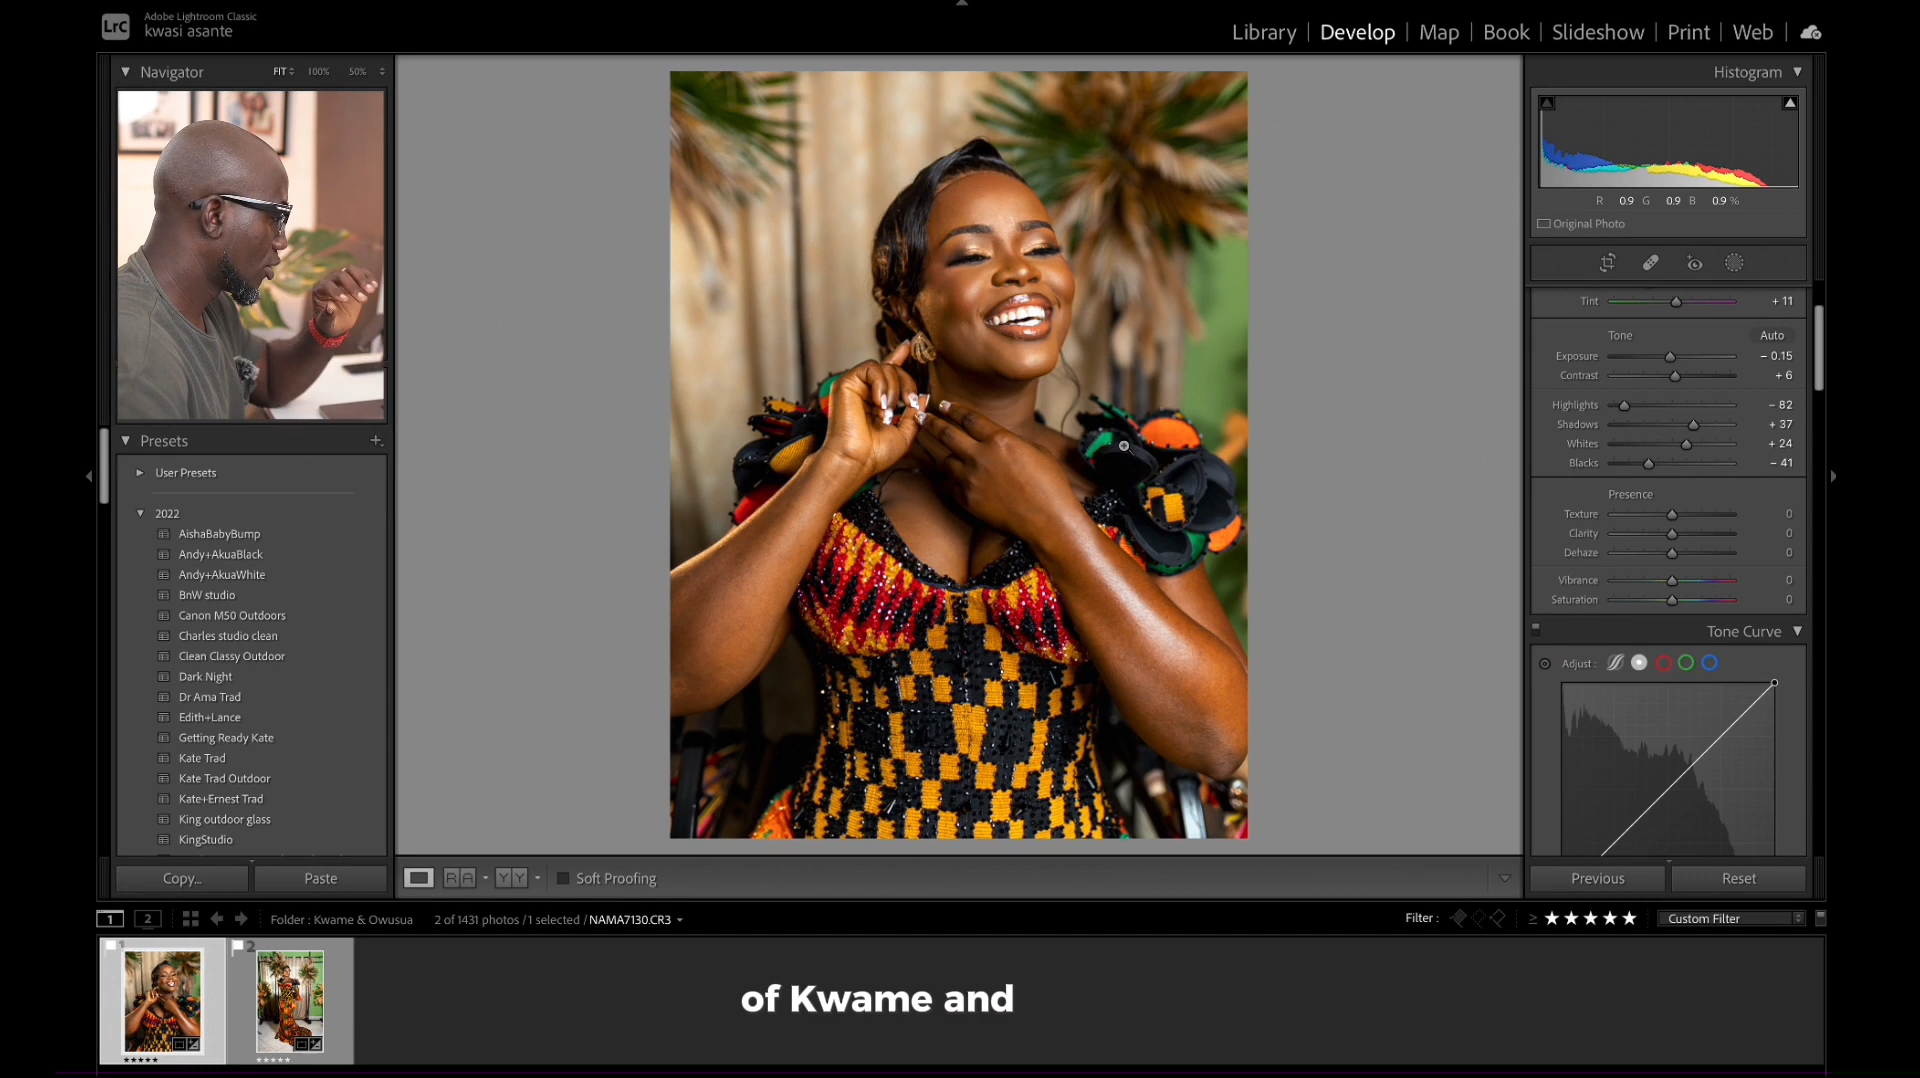 LrC
Adobe Lightroom Classic
kwasi asante
Library | Develop | Map | Book | Slideshow | Print | Web
Navigator FIT 100% 50%
Histogram
R 0.9 G 0.9 B 0.9 %
Original Photo
Tint + 11
Tone Auto
Exposure − 0.15
Contrast + 6
Highlights − 82
Shadows + 37
Whites + 24
Blacks − 41
Presence
Texture 0
Clarity 0
Dehaze 0
Vibrance 0
Saturation 0
Tone Curve
Adjust :
Previous Reset
Presets +
User Presets
2022
AishaBabyBump
Andy+AkuaBlack
Andy+AkuaWhite
BnW studio
Canon M50 Outdoors
Charles studio clean
Clean Classy Outdoor
Dark Night
Dr Ama Trad
Edith+Lance
Getting Ready Kate
Kate Trad
Kate Trad Outdoor
Kate+Ernest Trad
King outdoor glass
KingStudio
Copy... Paste
R A Y Y Soft Proofing
1 2 Folder : Kwame & Owusua 2 of 1431 photos / 1 selected / NAMA7130.CR3 Filter : ≥ ★★★★★ Custom Filter
1 2
★★★★★ ★★★★★
of Kwame and